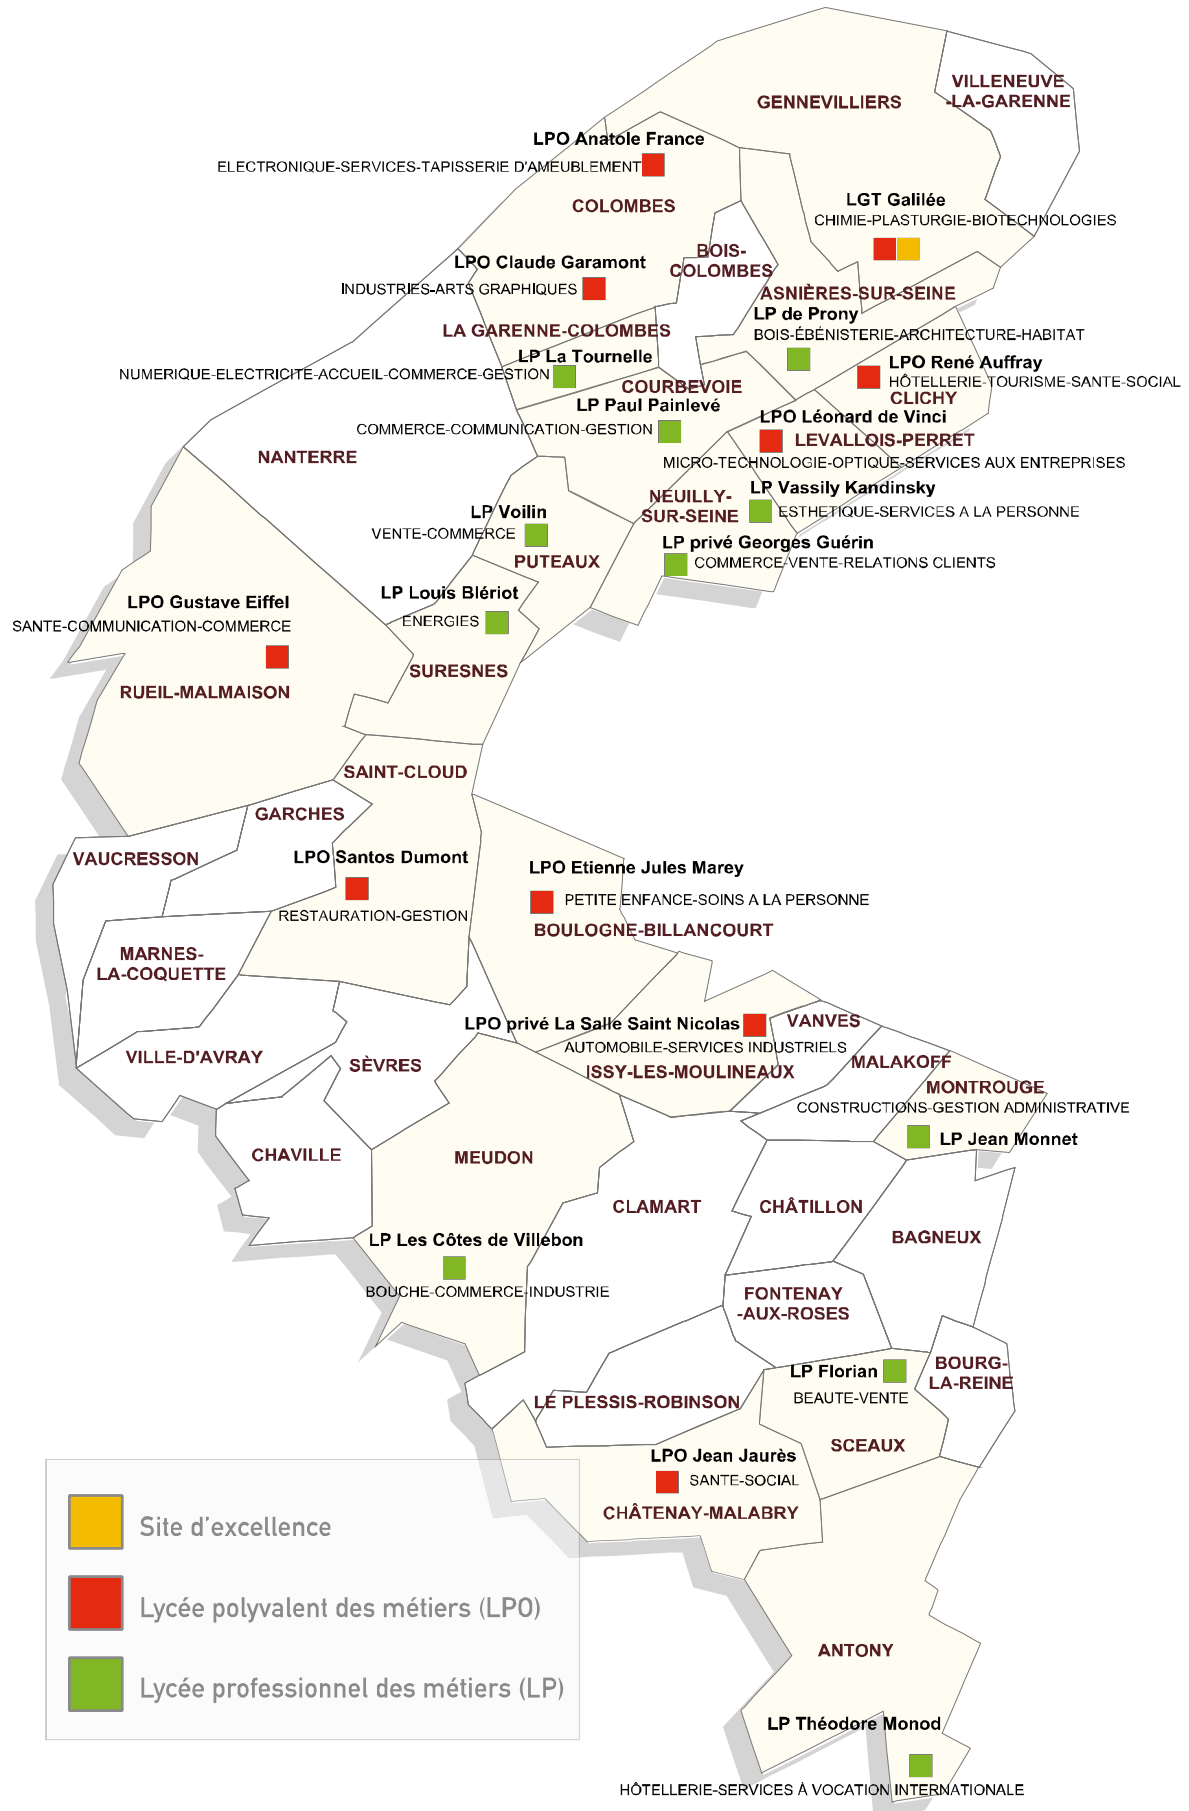 VILLENEUVE
-LA-GARENNE
GENNEVILLIERS
LPO Anatole France
ELECTRONIQUE-SERVICES-TAPISSERIE D'AMEUBLEMENT
COLOMBES
LGT Galilée
CHIMIE-PLASTURGIE-BIOTECHNOLOGIES
BOIS-
COLOMBES
LPO Claude Garamont
INDUSTRIES-ARTS GRAPHIQUES
ASNIÈRES-SUR-SEINE
LP de Prony
BOIS-ÉBÉNISTERIE-ARCHITECTURE-HABITAT
LA GARENNE-COLOMBES
LP La Tournelle
NUMERIQUE-ELECTRICITE-ACCUEIL-COMMERCE-GESTION
LPO René Auffray
HÔTELLERIE-TOURISME-SANTE-SOCIAL
CLICHY
COURBEVOIE
LP Paul Painlevé
COMMERCE-COMMUNICATION-GESTION
LPO Léonard de Vinci
LEVALLOIS-PERRET
MICRO-TECHNOLOGIE-OPTIQUE-SERVICES AUX ENTREPRISES
NANTERRE
LP Vassily Kandinsky
ESTHETIQUE-SERVICES A LA PERSONNE
NEUILLY-
SUR-SEINE
LP Voilin
VENTE-COMMERCE
PUTEAUX
LP privé Georges Guérin
COMMERCE-VENTE-RELATIONS CLIENTS
LP Louis Blériot
ENERGIES
SURESNES
LPO Gustave Eiffel
SANTE-COMMUNICATION-COMMERCE
RUEIL-MALMAISON
SAINT-CLOUD
GARCHES
VAUCRESSON
LPO Santos Dumont
RESTAURATION-GESTION
LPO Etienne Jules Marey
PETITE ENFANCE-SOINS A LA PERSONNE
BOULOGNE-BILLANCOURT
MARNES-
LA-COQUETTE
LPO privé La Salle Saint Nicolas
AUTOMOBILE-SERVICES INDUSTRIELS
ISSY-LES-MOULINEAUX
VANVES
MALAKOFF
VILLE-D'AVRAY
SÈVRES
MONTROUGE
CONSTRUCTIONS-GESTION ADMINISTRATIVE
LP Jean Monnet
CHAVILLE
MEUDON
CLAMART
CHÂTILLON
BAGNEUX
LP Les Côtes de Villebon
BOUCHE-COMMERCE-INDUSTRIE
FONTENAY
-AUX-ROSES
BOURG-
LA-REINE
LP Florian
BEAUTE-VENTE
LE PLESSIS-ROBINSON
SCEAUX
LPO Jean Jaurès
SANTE-SOCIAL
CHÂTENAY-MALABRY
Site d'excellence
Lycée polyvalent des métiers (LPO)
Lycée professionnel des métiers (LP)
ANTONY
LP Théodore Monod
HÔTELLERIE-SERVICES À VOCATION INTERNATIONALE